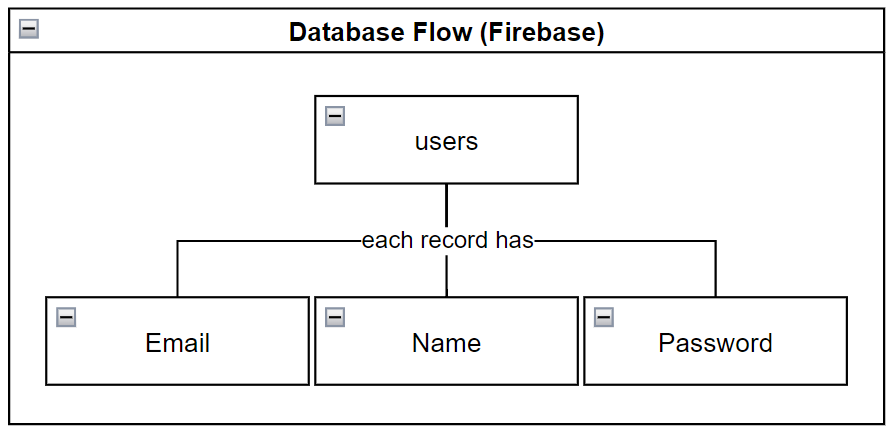 Database Flow (Firebase)
users
each record has
Email
Name
Password